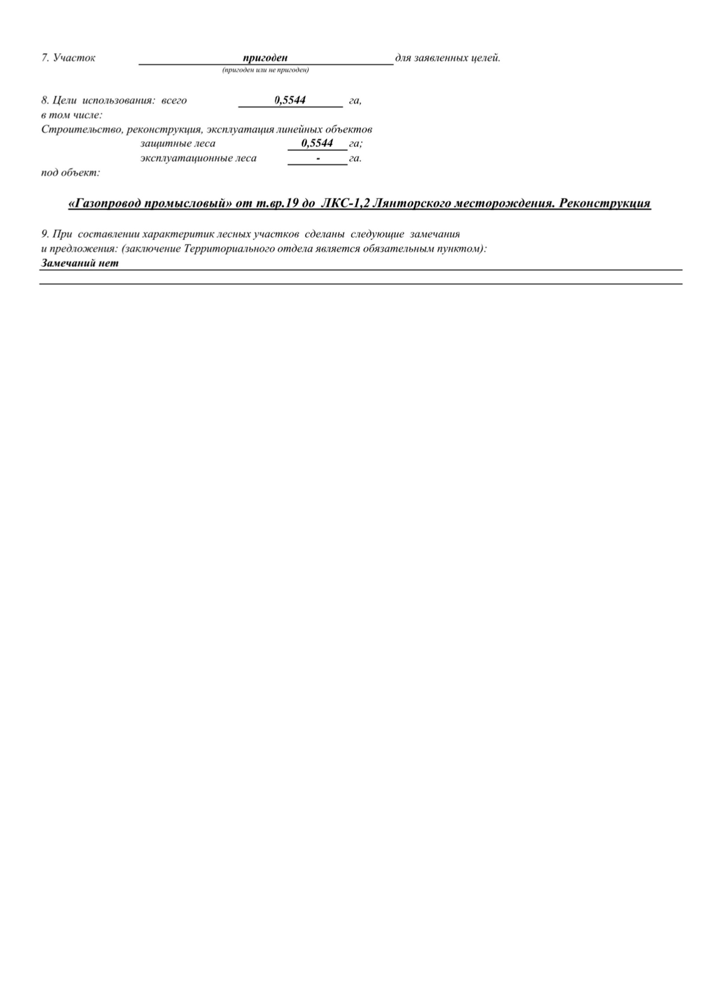 7. Участок пригоден для заявленных целей.
(пригоден или не пригоден)
8. Цели использования: всего 0,5544 га,
в том числе:
Строительство, реконструкция, эксплуатация линейных объектов
защитные леса 0,5544 га;
эксплуатационные леса - га.
под объект:
«Газопровод промысловый» от т.вр.19 до ЛКС-1,2 Лянторского месторождения. Реконструкция
9. При составлении характеритик лесных участков сделаны следующие замечания
и предложения: (заключение Территориального отдела является обязательным пунктом):
Замечаний нет